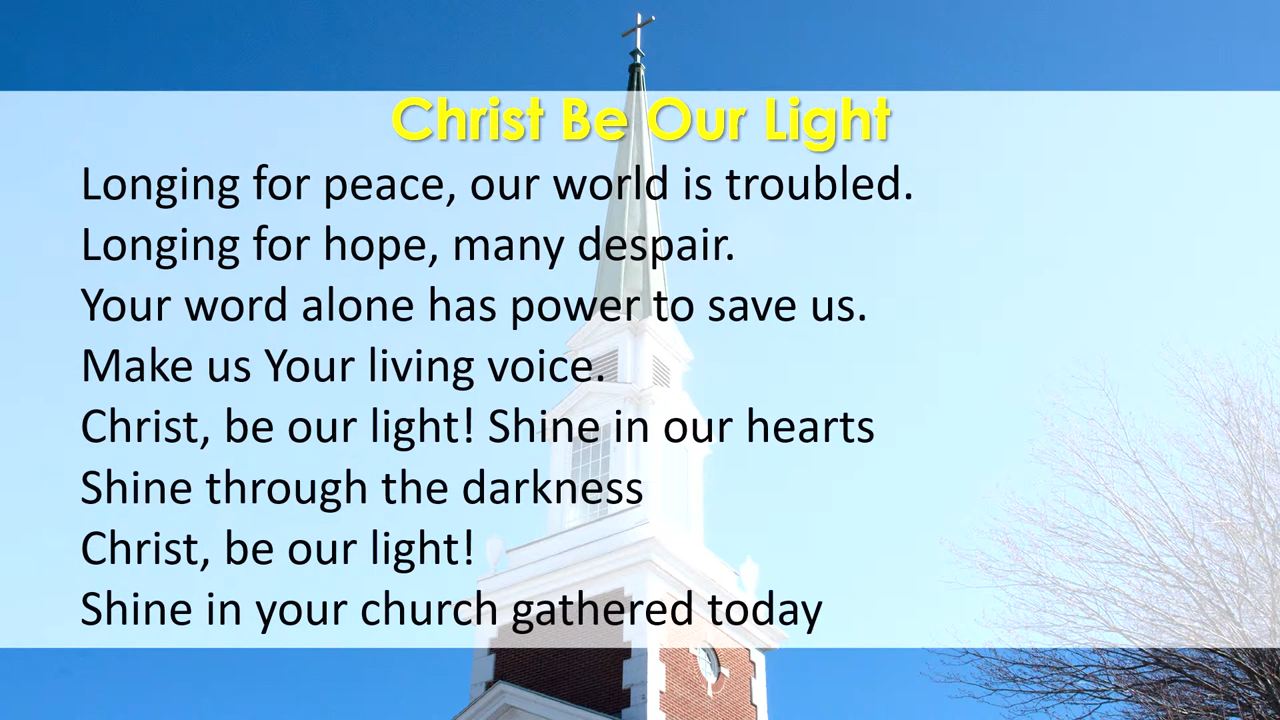 Christ Be Our Light
Longing for peace, our world is troubled.
Longing for hope, many despair.
Your word alone has power to save us.
Make us Your living voice.
Christ, be our light! Shine in our hearts
Shine through the darkness
Christ, be our light!
Shine in your church gathered today